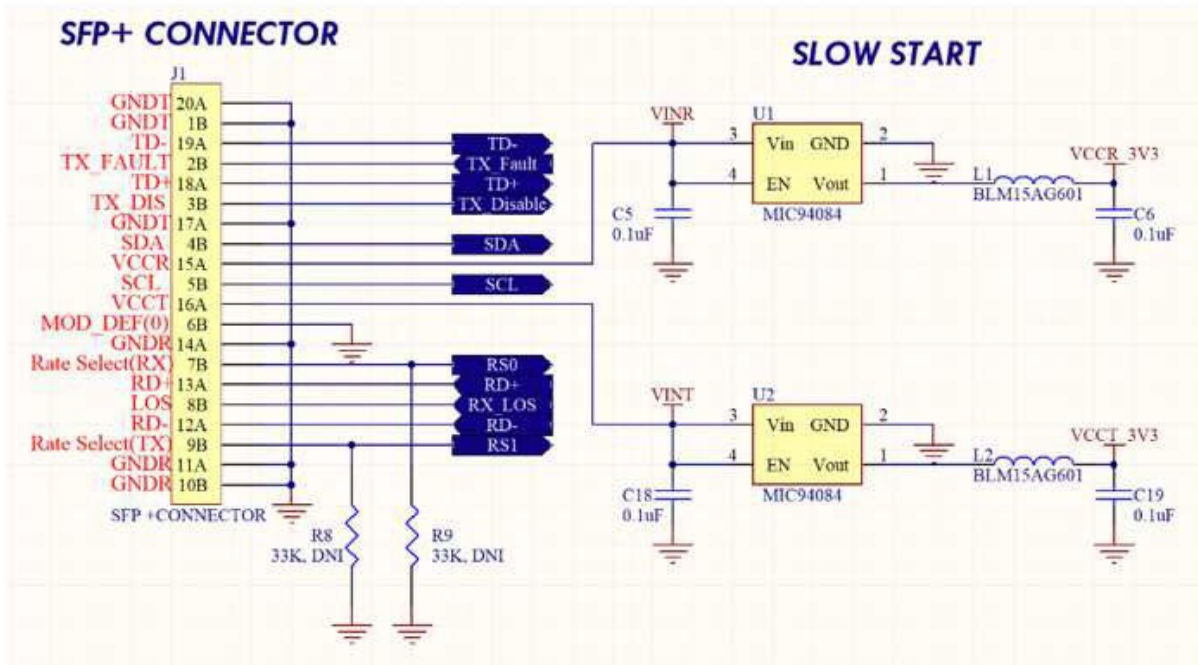 SFP+ CONNECTOR
SLOW START
J1
GNDT 20A
GNDT 1B
TD- 19A TD-
TX_FAULT 2B TX_Fault
TD+ 18A TD+
TX_DIS 3B TX_Disable
GNDT 17A
SDA 4B SDA
VCCR 15A
SCL 5B SCL
VCCT 16A
MOD_DEF(0) 6B
GNDR 14A
Rate Select(RX) 7B RS0
RD+ 13A RD+
LOS 8B RX_LOS
RD- 12A RD-
Rate Select(TX) 9B RS1
GNDR 11A
GNDR 10B
SFP +CONNECTOR
R8
33K, DNI
R9
33K, DNI
VINR
U1
3 Vin GND 2
4 EN Vout 1
MIC94084
C5
0.1uF
L1
BLM15AG601
VCCR_3V3
C6
0.1uF
VINT
U2
3 Vin GND 2
4 EN Vout 1
MIC94084
C18
0.1uF
L2
BLM15AG601
VCCT_3V3
C19
0.1uF